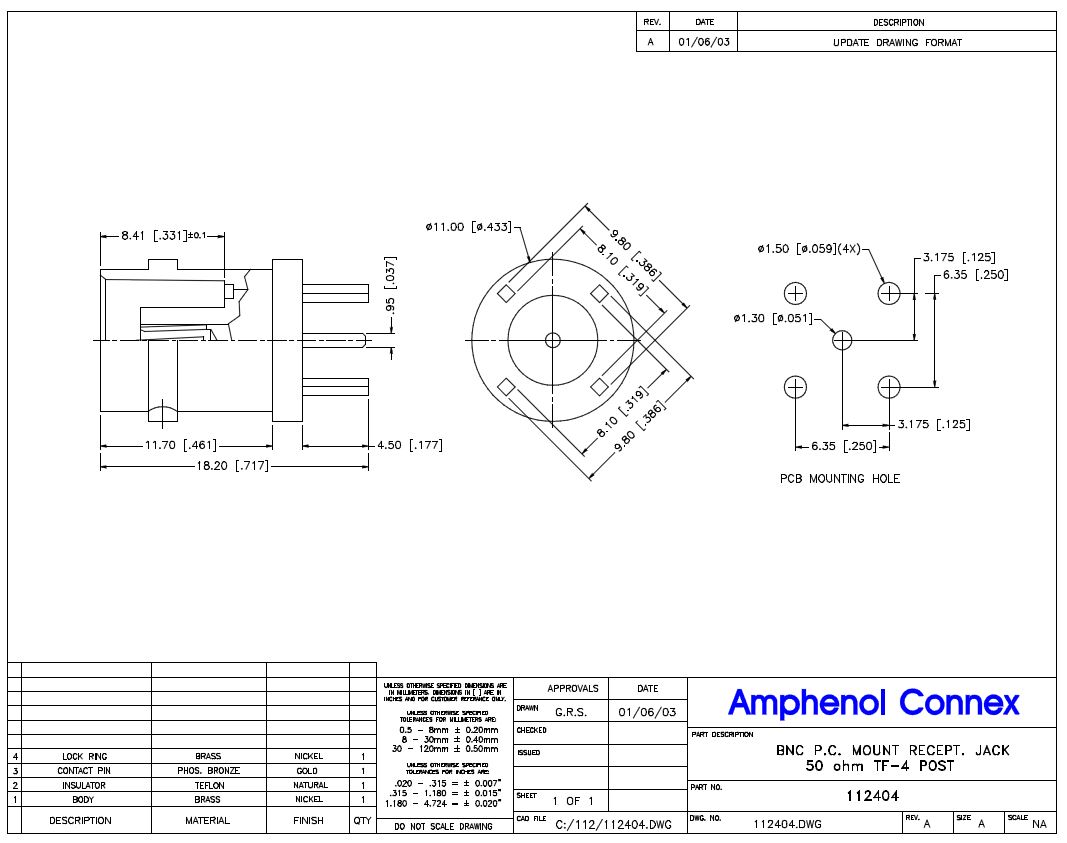 REV. DATE DESCRIPTION
A 01/06/03 UPDATE DRAWING FORMAT
8.41 [.331]±0.1
.95 [.037]
11.70 [.461]
4.50 [.177]
18.20 [.717]
ø11.00 [ø.433]
9.80 [.386]
8.10 [.319]
8.10 [.319]
9.80 [.386]
ø1.50 [ø.059](4X)
3.175 [.125]
6.35 [.250]
ø1.30 [ø.051]
3.175 [.125]
6.35 [.250]
PCB MOUNTING HOLE
4 LOCK RING BRASS NICKEL 1
3 CONTACT PIN PHOS. BRONZE GOLD 1
2 INSULATOR TEFLON NATURAL 1
1 BODY BRASS NICKEL 1
DESCRIPTION MATERIAL FINISH QTY
UNLESS OTHERWISE SPECIFIED DIMENSIONS ARE
IN MILLIMETERS. DIMENSIONS IN [ ] ARE IN
INCHES AND FOR CUSTOMER REFERANCE ONLY.
UNLESS OTHERWISE SPECIFIED
TOLERANCES FOR MILLIMETERS ARE:
0.5 - 8mm ± 0.20mm
8 - 30mm ± 0.40mm
30 - 120mm ± 0.50mm
UNLESS OTHERWISE SPECIFIED
TOLERANCES FOR INCHES ARE:
.020 - .315 = ± 0.007"
.315 - 1.180 = ± 0.015"
1.180 - 4.724 = ± 0.020"
DO NOT SCALE DRAWING
APPROVALS DATE
DRAWN G.R.S. 01/06/03
CHECKED
ISSUED
SHEET 1 OF 1
CAD FILE C:/112/112404.DWG
Amphenol Connex
PART DESCRIPTION
BNC P.C. MOUNT RECEPT. JACK
50 ohm TF-4 POST
PART NO.
112404
DWG. NO. 112404.DWG REV. A SIZE A SCALE NA